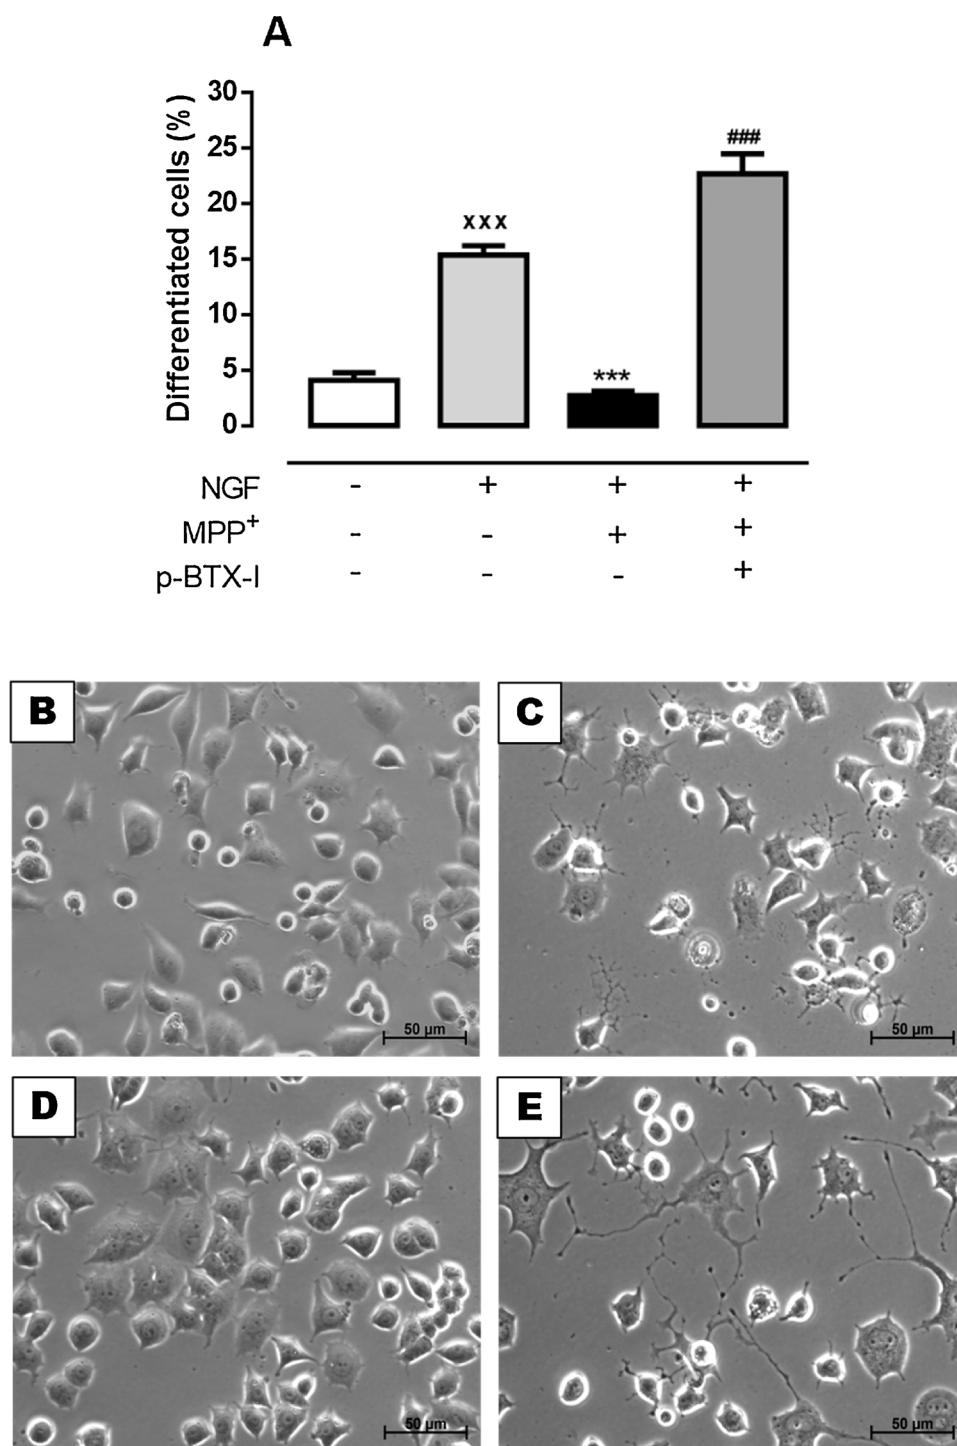 A
Differentiated cells (%)
30
25
20
15
10
5
0
xxx
***
###
NGF - + + +
MPP+ - - + +
p-BTX-I - - - +
B
50 µm
C
50 µm
D
50 µm
E
50 µm